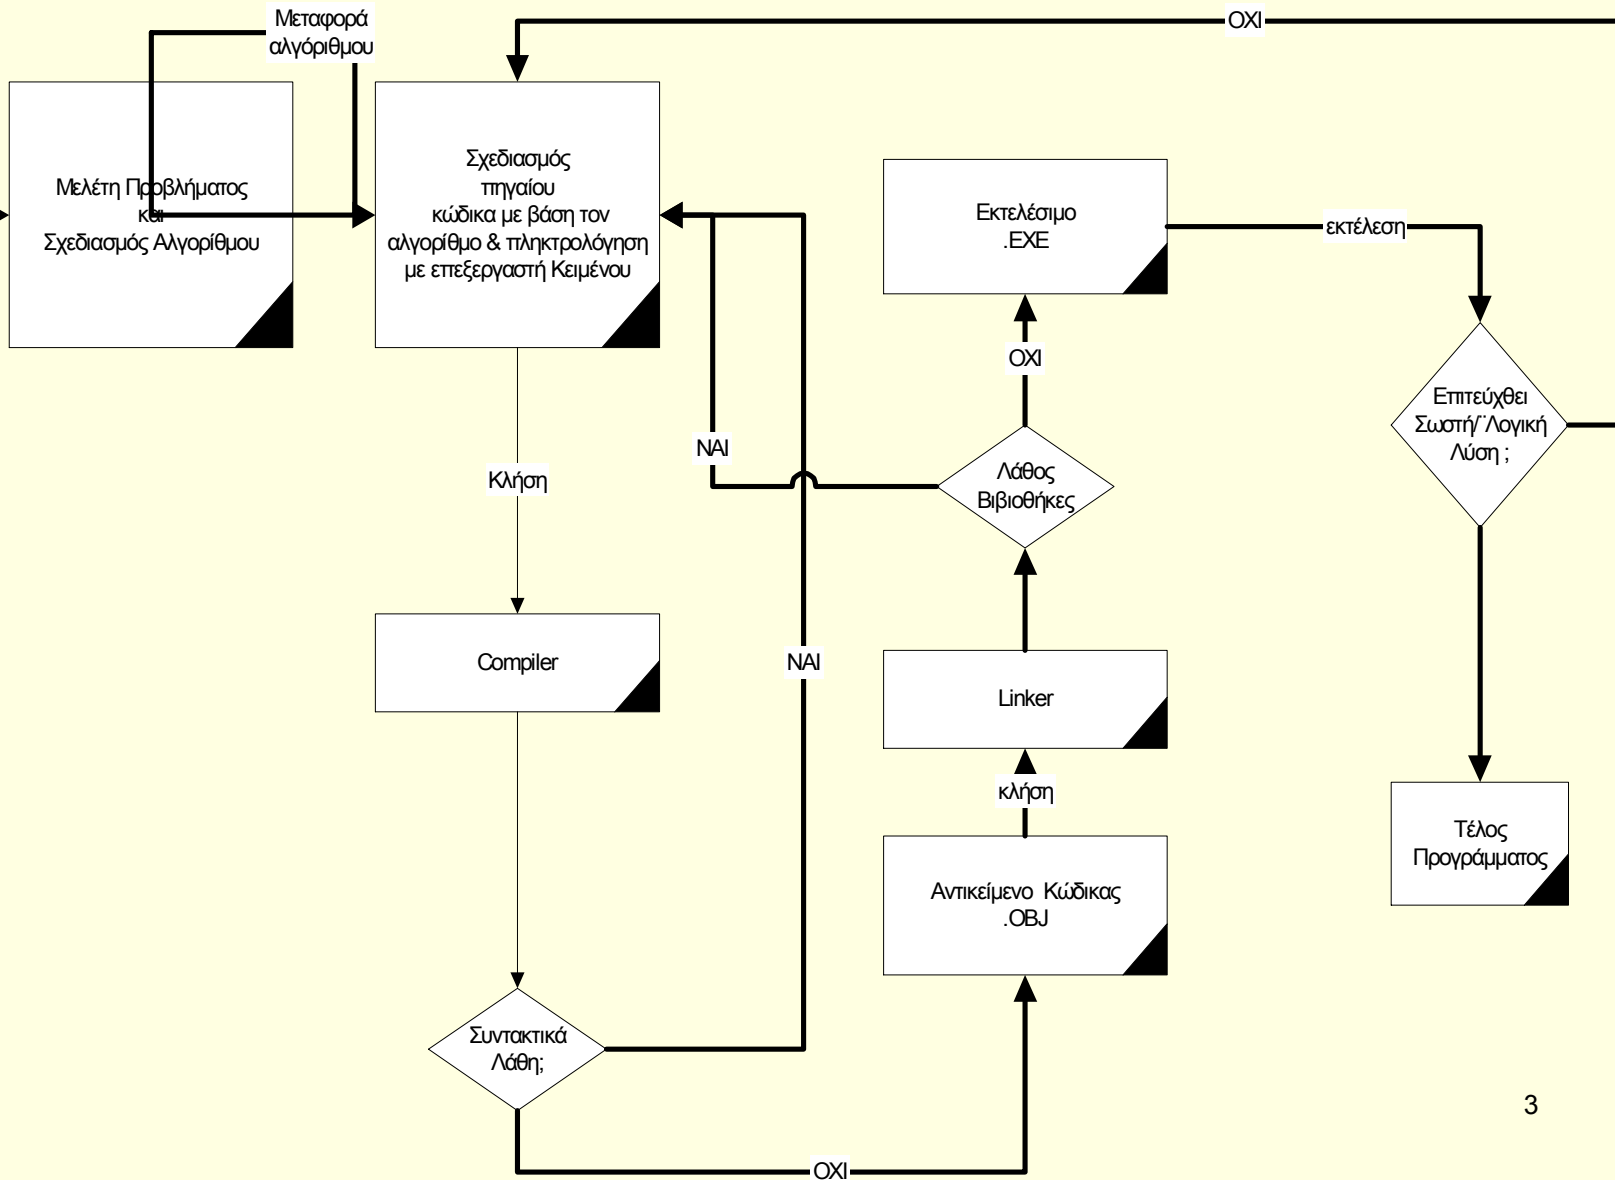 Μεταφορά
αλγόριθμου
ΟΧΙ
Μελέτη Προβλήματος
και
Σχεδιασμός Αλγορίθμου
Σχεδιασμός
πηγαίου
κώδικα με βάση τον
αλγορίθμο & πληκτρολόγηση
με επεξεργαστή Κειμένου
Εκτελέσιμο
.EXE
εκτέλεση
ΟΧΙ
Επιτεύχθει
Σωστή/¨Λογική
Λύση ;
ΝΑΙ
Λάθος
Βιβιοθήκες
Κλήση
Compiler
ΝΑΙ
Linker
κλήση
Αντικείμενο Κώδικας
.OBJ
Τέλος
Προγράμματος
Συντακτικά
Λάθη;
ΟΧΙ
3